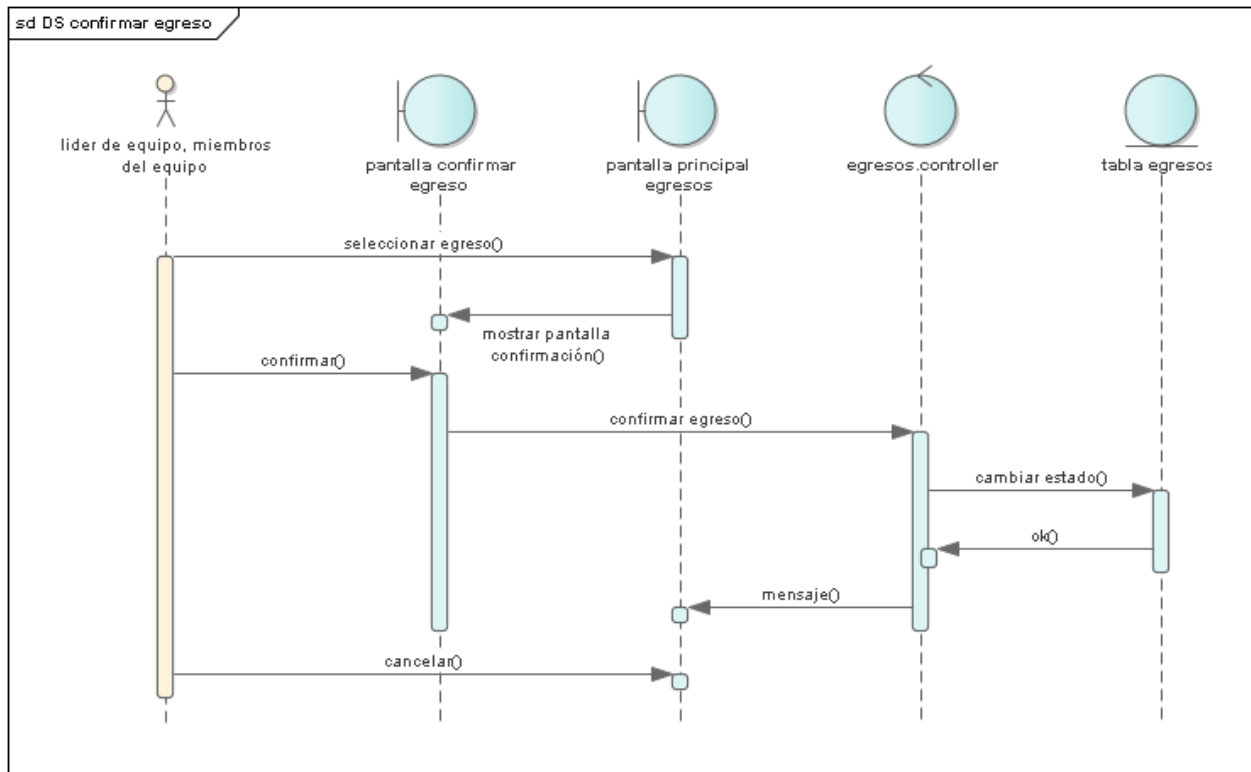 sd DS confirmar egreso
lider de equipo, miembros
del equipo
pantalla confirmar
egreso
pantalla principal
egresos
egresos.controller
tabla egresos
seleccionar egreso()
mostrar pantalla
confirmación()
confirmar()
confirmar egreso()
cambiar estado()
ok()
mensaje()
cancelar()